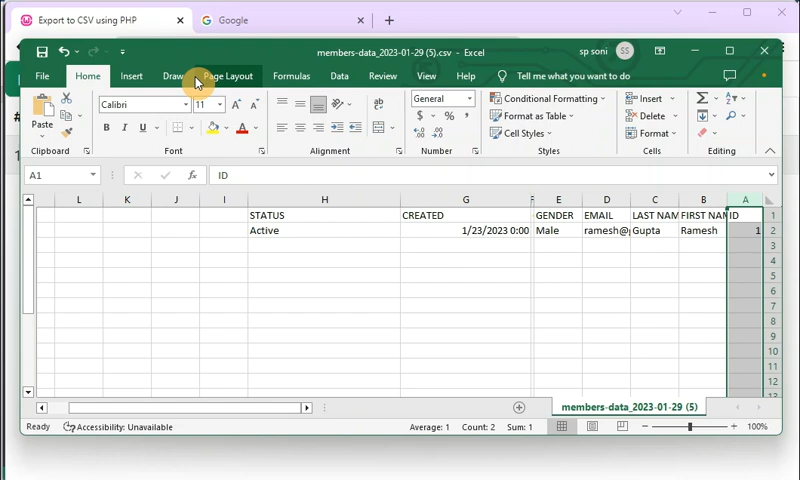 Export to CSV using PHP
Google
members-data_2023-01-29 (5).csv - Excel
sp soni
SS
File Home Insert Draw Page Layout Formulas Data Review View Help Tell me what you want to do
Paste
Calibri 11
B I U
General
$ % ,
Conditional Formatting
Format as Table
Cell Styles
Insert
Delete
Format
Clipboard Font Alignment Number Styles Cells Editing
A1 fx ID
L K J I H G F E D C B A
STATUS CREATED GENDER EMAIL LAST NAM FIRST NAM ID 1
Active 1/23/2023 0:00 Male ramesh@ Gupta Ramesh 1 2
3
4
5
6
7
8
9
10
11
12
13
members-data_2023-01-29 (5)
Ready Accessibility: Unavailable Average: 1 Count: 2 Sum: 1 100%